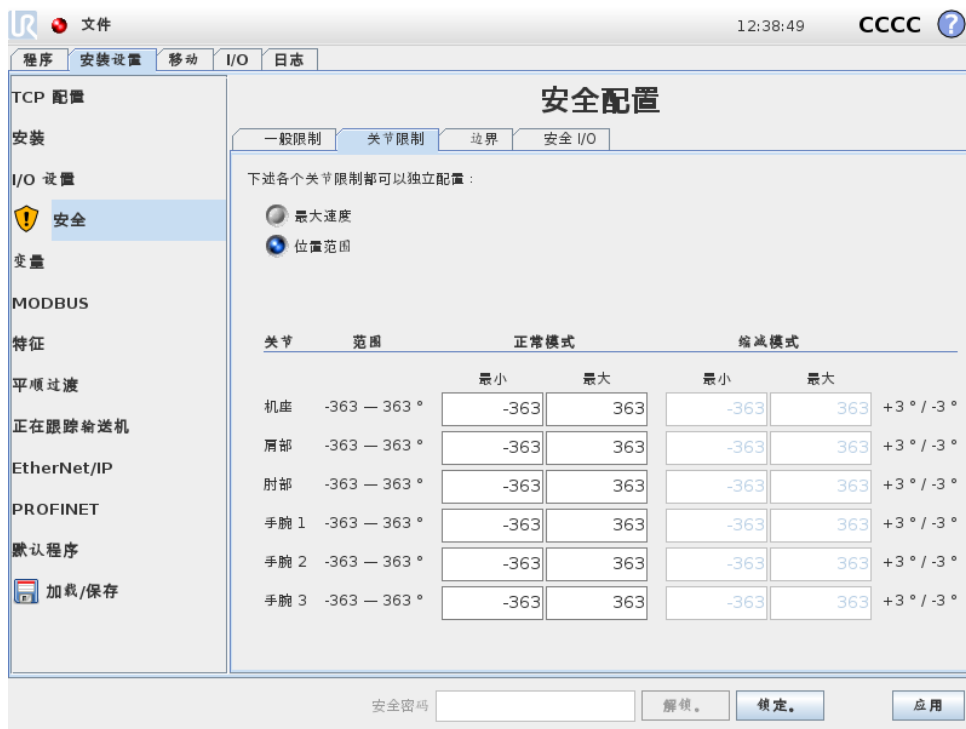 UR 文件 12:38:49 CCCC ?
程序 安装设置 移动 I/O 日志
TCP 配置
安装
I/O 设置
安全
变量
MODBUS
特征
平顺过渡
正在跟踪输送机
EtherNet/IP
PROFINET
默认程序
加载/保存
安全配置
一般限制 关节限制 边界 安全 I/O
下述各个关节限制都可以独立配置：
最大速度
位置范围
关节 范围 正常模式 缩减模式
最小 最大 最小 最大
机座 -363 — 363 ° -363 363 -363 363 +3 ° / -3 °
肩部 -363 — 363 ° -363 363 -363 363 +3 ° / -3 °
肘部 -363 — 363 ° -363 363 -363 363 +3 ° / -3 °
手腕 1 -363 — 363 ° -363 363 -363 363 +3 ° / -3 °
手腕 2 -363 — 363 ° -363 363 -363 363 +3 ° / -3 °
手腕 3 -363 — 363 ° -363 363 -363 363 +3 ° / -3 °
安全密码 解锁。 锁定。 应用